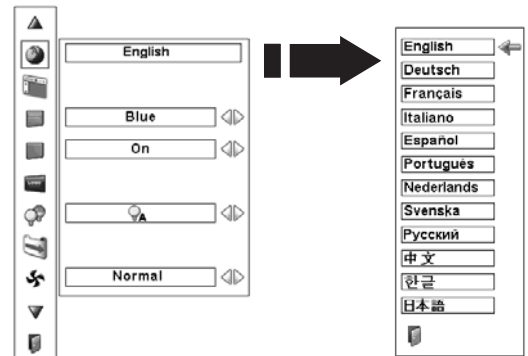 English
Blue
On
A
Normal
English
Deutsch
Français
Italiano
Español
Português
Nederlands
Svenska
Русский
中文
한글
日本語